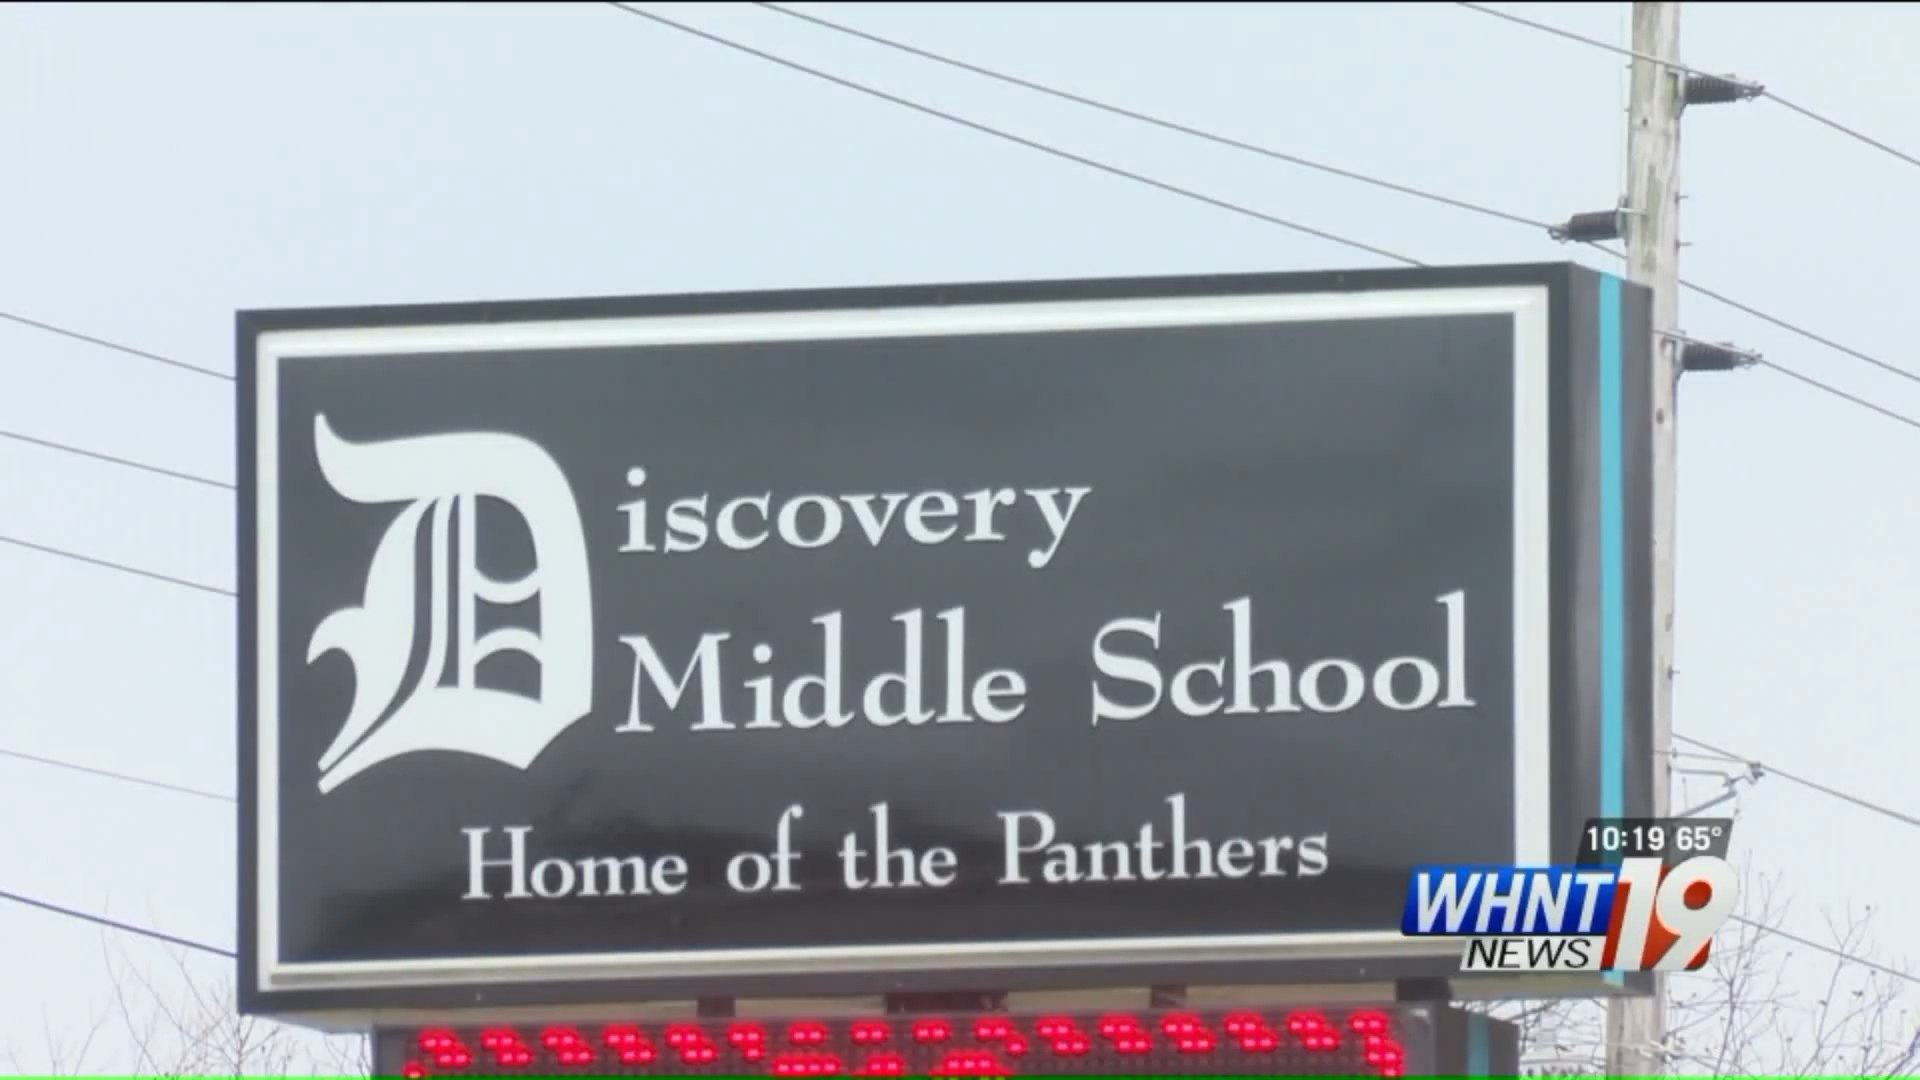 Discovery
Middle School
Home of the Panthers
10:19 65°
WHNT 19
NEWS